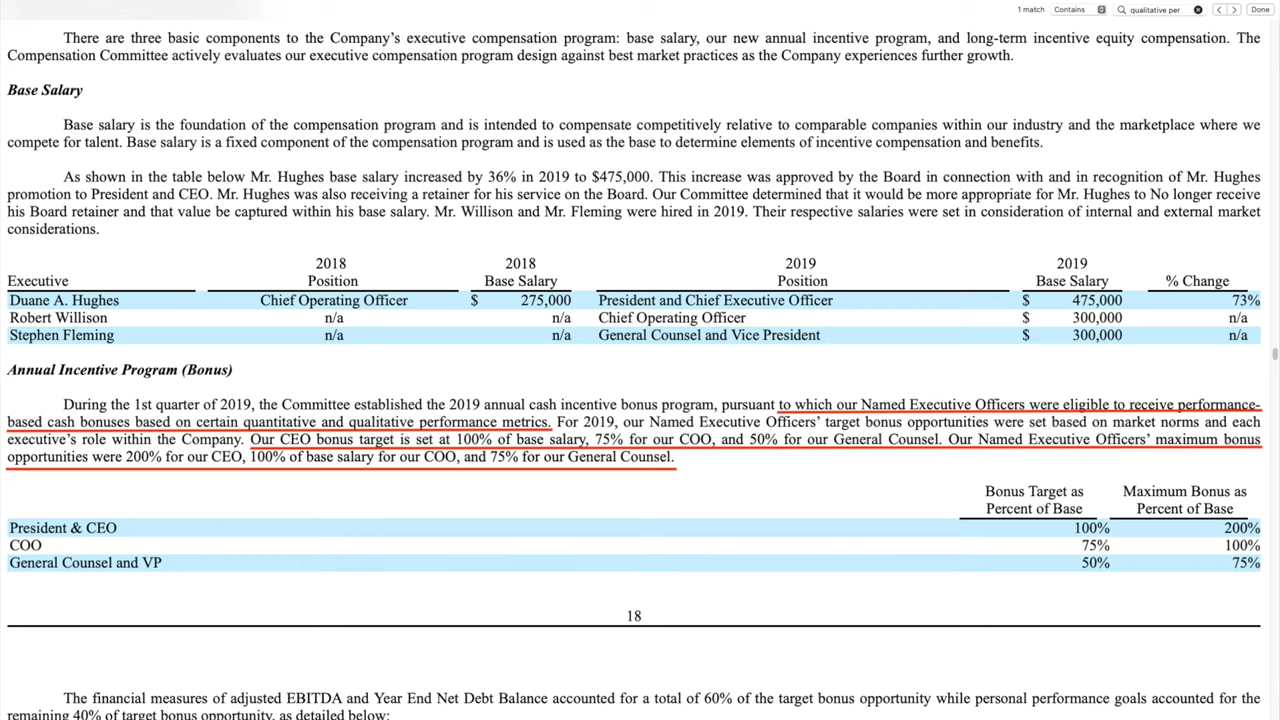 1 match Contains qualitative per Done
There are three basic components to the Company’s executive compensation program: base salary, our new annual incentive program, and long-term incentive equity compensation. The
Compensation Committee actively evaluates our executive compensation program design against best market practices as the Company experiences further growth.
Base Salary
Base salary is the foundation of the compensation program and is intended to compensate competitively relative to comparable companies within our industry and the marketplace where we
compete for talent. Base salary is a fixed component of the compensation program and is used as the base to determine elements of incentive compensation and benefits.
As shown in the table below Mr. Hughes base salary increased by 36% in 2019 to $475,000. This increase was approved by the Board in connection with and in recognition of Mr. Hughes
promotion to President and CEO. Mr. Hughes was also receiving a retainer for his service on the Board. Our Committee determined that it would be more appropriate for Mr. Hughes to No longer receive
his Board retainer and that value be captured within his base salary. Mr. Willison and Mr. Fleming were hired in 2019. Their respective salaries were set in consideration of internal and external market
considerations.
2018 2018 2019 2019
Executive Position Base Salary Position Base Salary % Change
Duane A. Hughes Chief Operating Officer $ 275,000 President and Chief Executive Officer $ 475,000 73%
Robert Willison n/a n/a Chief Operating Officer $ 300,000 n/a
Stephen Fleming n/a n/a General Counsel and Vice President $ 300,000 n/a
Annual Incentive Program (Bonus)
During the 1st quarter of 2019, the Committee established the 2019 annual cash incentive bonus program, pursuant to which our Named Executive Officers were eligible to receive performance-
based cash bonuses based on certain quantitative and qualitative performance metrics. For 2019, our Named Executive Officers’ target bonus opportunities were set based on market norms and each
executive’s role within the Company. Our CEO bonus target is set at 100% of base salary, 75% for our COO, and 50% for our General Counsel. Our Named Executive Officers’ maximum bonus
opportunities were 200% for our CEO, 100% of base salary for our COO, and 75% for our General Counsel.
Bonus Target as Maximum Bonus as
Percent of Base Percent of Base
President & CEO 100% 200%
COO 75% 100%
General Counsel and VP 50% 75%
18
The financial measures of adjusted EBITDA and Year End Net Debt Balance accounted for a total of 60% of the target bonus opportunity while personal performance goals accounted for the
remaining 40% of target bonus opportunity, as detailed below: